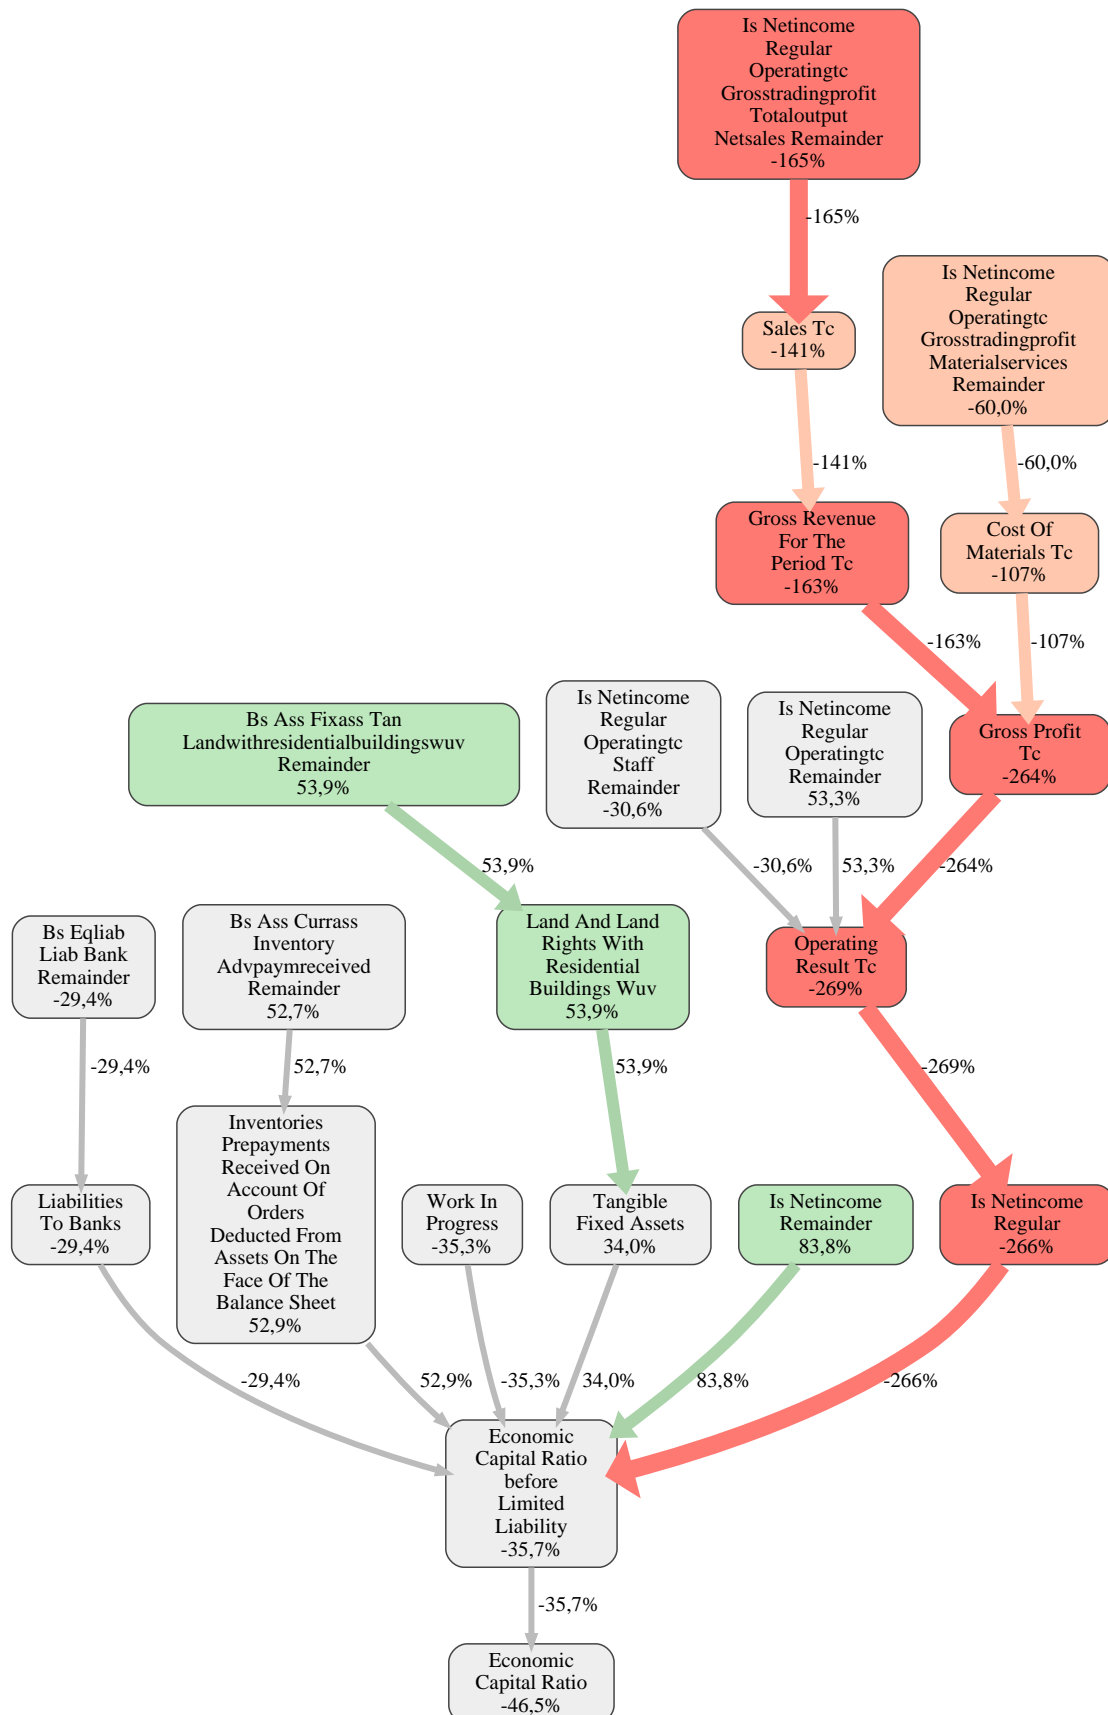 Is Netincome
Regular
Operatingtc
Grosstradingprofit
Totaloutput
Netsales Remainder
-165%
-165%
Is Netincome
Regular
Operatingtc
Grosstradingprofit
Materialservices
Remainder
-60,0%
Sales Tc
-141%
-141%
-60,0%
Gross Revenue
For The
Period Tc
-163%
Cost Of
Materials Tc
-107%
-163%
-107%
Bs Ass Fixass Tan
Landwithresidentialbuildingswuv
Remainder
53,9%
Is Netincome
Regular
Operatingtc
Staff
Remainder
-30,6%
Is Netincome
Regular
Operatingtc
Remainder
53,3%
Gross Profit
Tc
-264%
53,9%
-30,6%
53,3%
-264%
Bs Eqliab
Liab Bank
Remainder
-29,4%
Bs Ass Currass
Inventory
Advpaymreceived
Remainder
52,7%
Land And Land
Rights With
Residential
Buildings Wuv
53,9%
Operating
Result Tc
-269%
-29,4%
52,7%
53,9%
-269%
Liabilities
To Banks
-29,4%
Inventories
Prepayments
Received On
Account Of
Orders
Deducted From
Assets On The
Face Of The
Balance Sheet
52,9%
Work In
Progress
-35,3%
Tangible
Fixed Assets
34,0%
Is Netincome
Remainder
83,8%
Is Netincome
Regular
-266%
-29,4%
52,9%
-35,3%
34,0%
83,8%
-266%
Economic
Capital Ratio
before
Limited
Liability
-35,7%
-35,7%
Economic
Capital Ratio
-46,5%